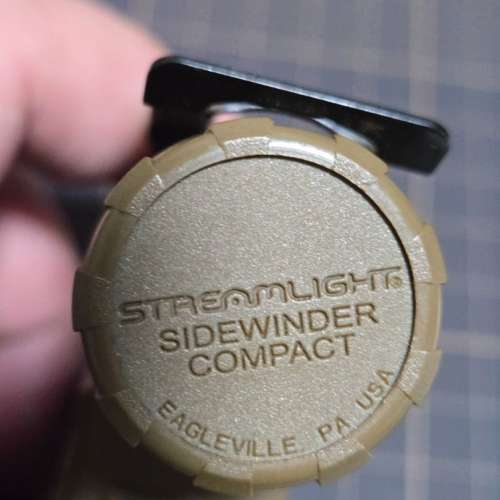 STREAMLIGHT®
SIDEWINDER
COMPACT
EAGLEVILLE PA USA